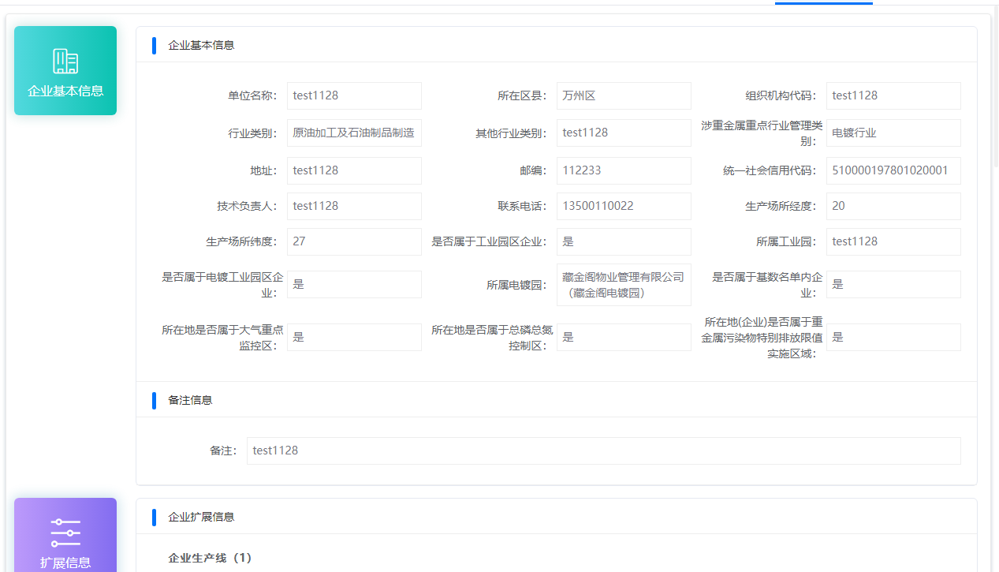 企业基本信息
企业基本信息
单位名称： test1128 所在区县： 万州区 组织机构代码： test1128
行业类别： 原油加工及石油制品制造 其他行业类别： test1128 涉重金属重点行业管理类
别： 电镀行业
地址： test1128 邮编： 112233 统一社会信用代码： 510000197801020001
技术负责人： test1128 联系电话： 13500110022 生产场所经度： 20
生产场所纬度： 27 是否属于工业园区企业： 是 所属工业园： test1128
是否属于电镀工业园区企
业： 是 所属电镀园： 藏金阁物业管理有限公司
（藏金阁电镀园） 是否属于基数名单内企
业： 是
所在地是否属于大气重点
监控区： 是 所在地是否属于总磷总氮
控制区： 是 所在地(企业)是否属于重
金属污染物特别排放限值
实施区域： 是
备注信息
备注： test1128
扩展信息
企业扩展信息
企业生产线（1）